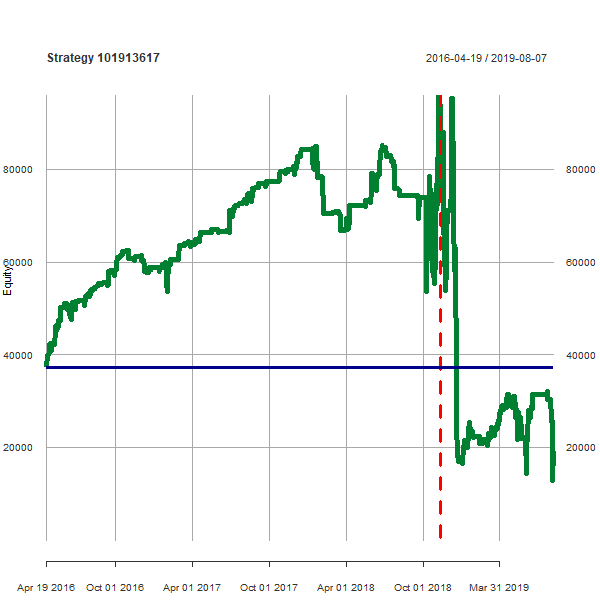 Strategy 101913617
2016-04-19 / 2019-08-07
80000
80000
60000
60000
Equity
40000
40000
20000
20000
Apr 19 2016
Oct 01 2016
Apr 01 2017
Oct 01 2017
Apr 01 2018
Oct 01 2018
Mar 31 2019